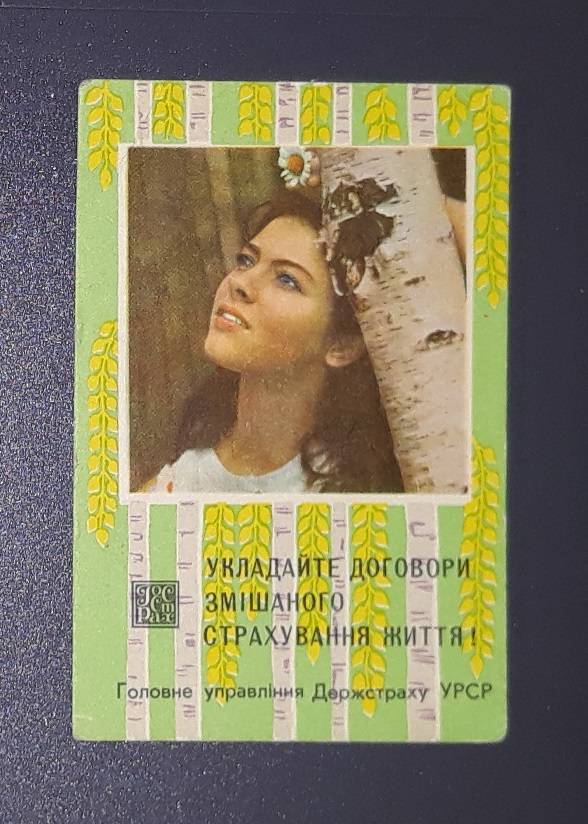 УКЛАДАЙТЕ ДОГОВОРИ
ЗМІШАНОГО
СТРАХУВАННЯ ЖИТТЯ!
Головне управління Держстраху УРСР